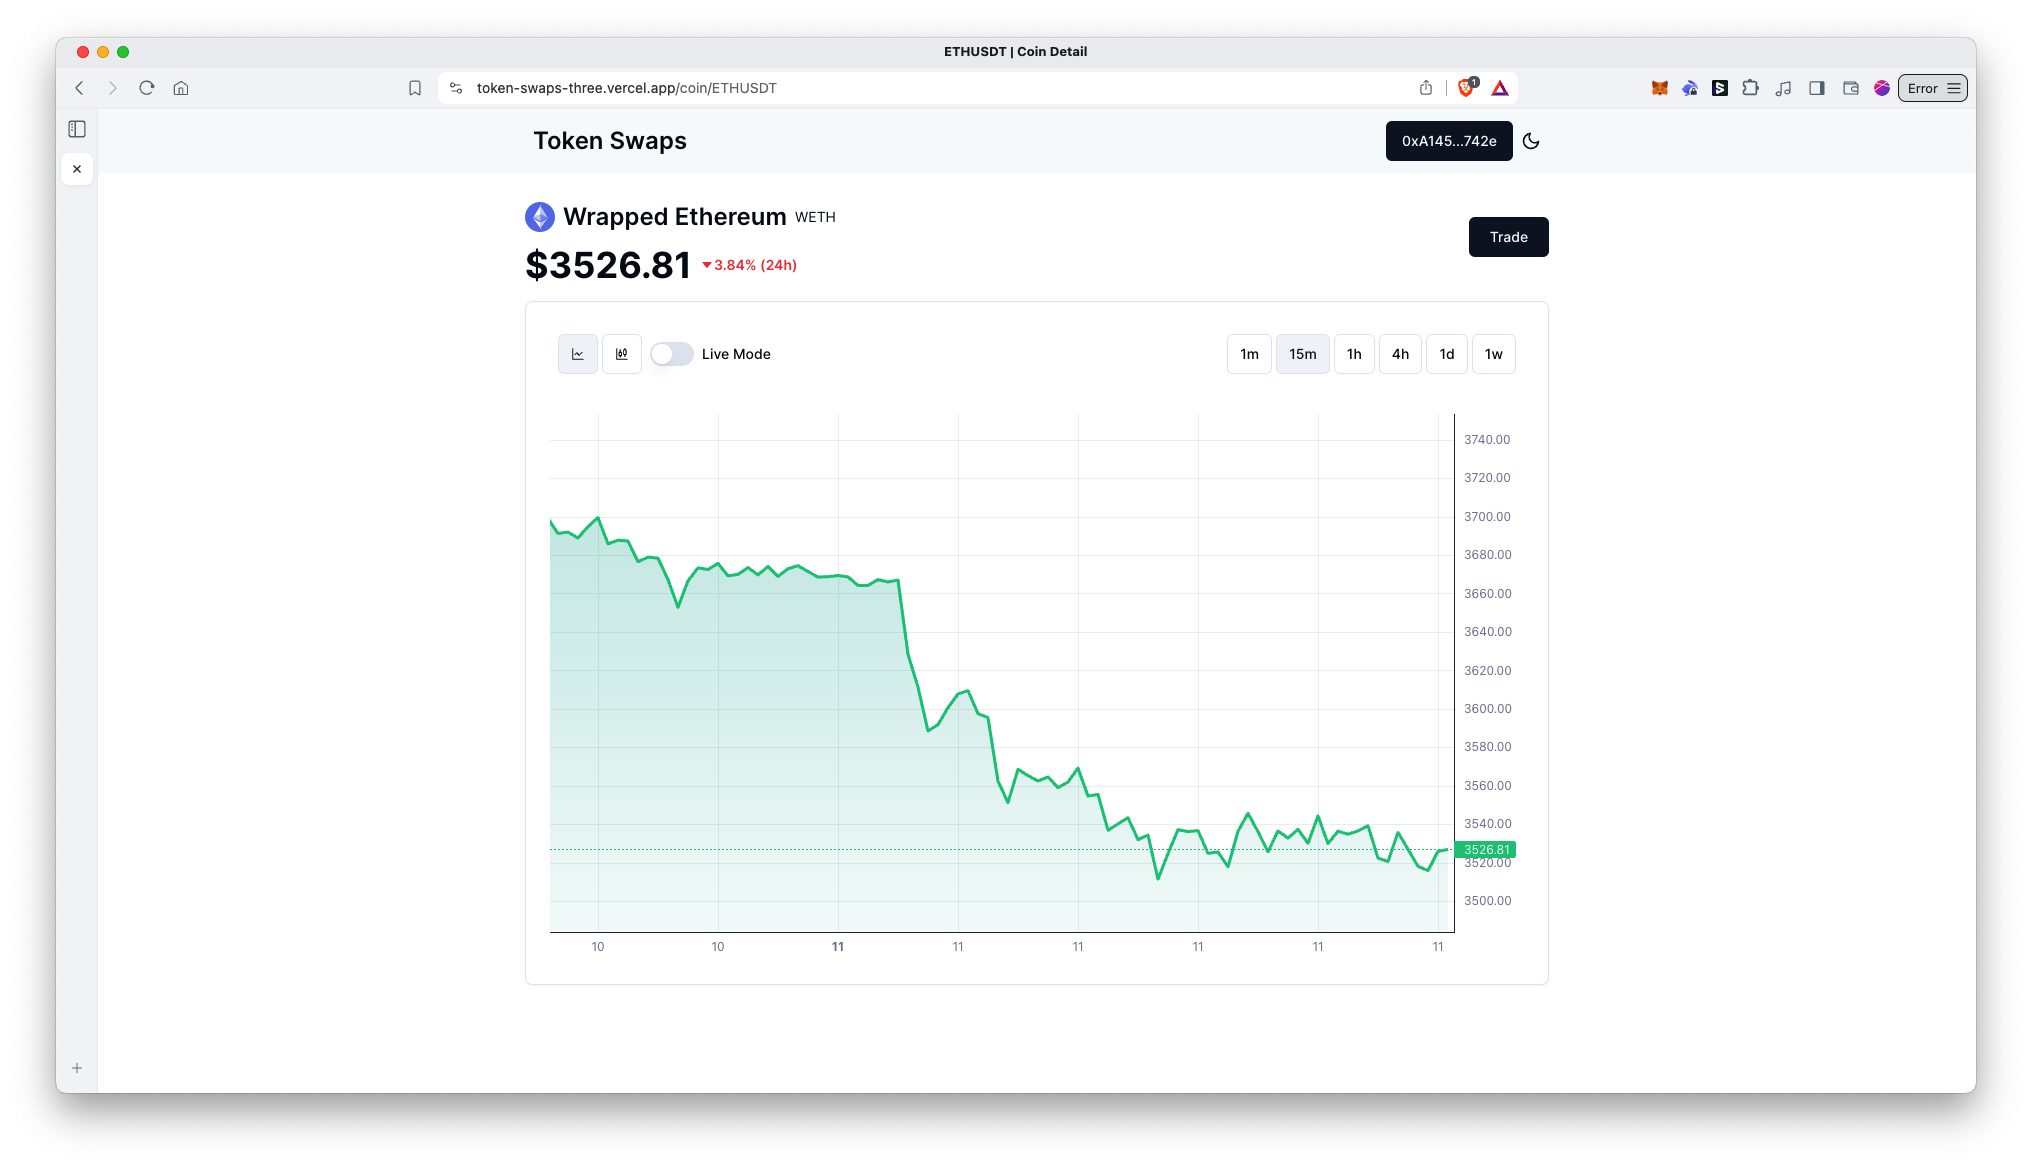 ETHUSDT | Coin Detail
token-swaps-three.vercel.app/coin/ETHUSDT
1
Error
Token Swaps
0xA145...742e
Wrapped Ethereum WETH
Trade
$3526.81 3.84% (24h)
Live Mode
1m 15m 1h 4h 1d 1w
3740.00
3720.00
3700.00
3680.00
3660.00
3640.00
3620.00
3600.00
3580.00
3560.00
3540.00
3526.81
3520.00
3500.00
10 10 11 11 11 11 11 11